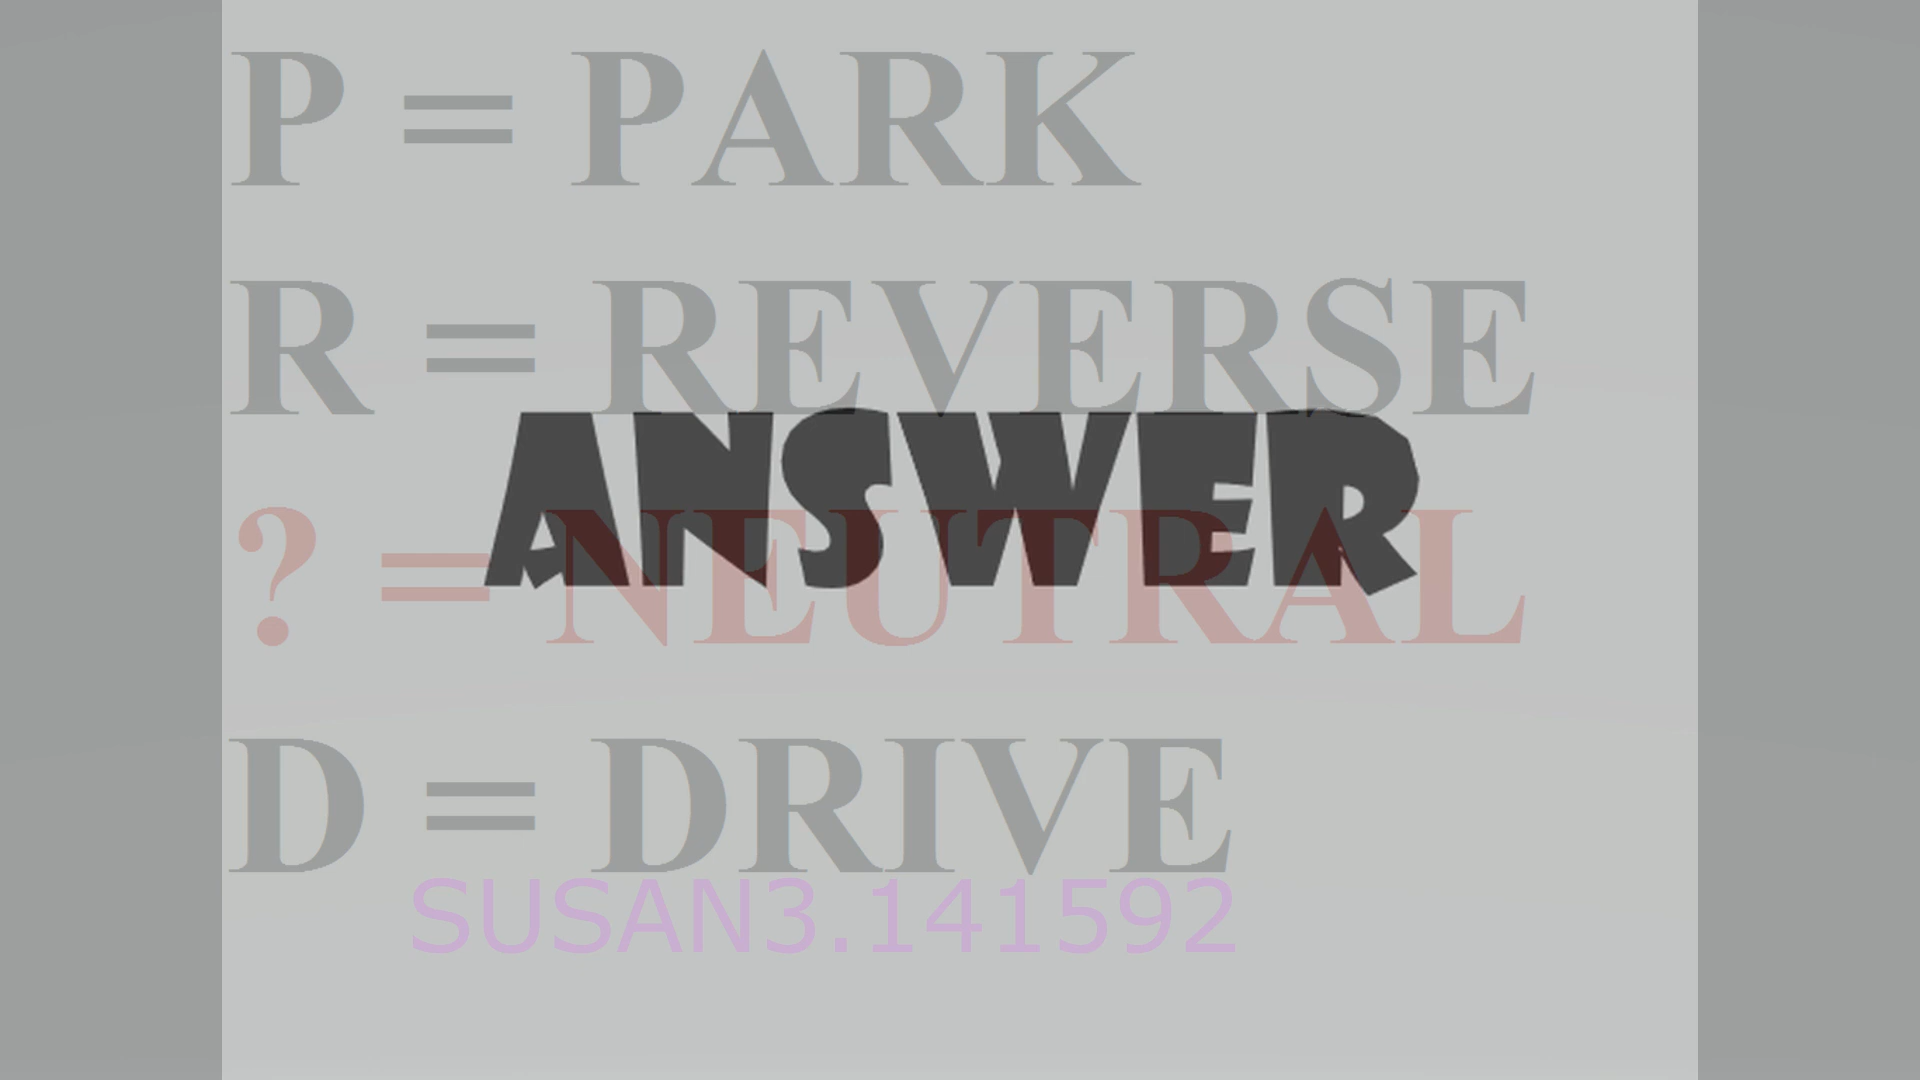 P = PARK
R = REVERSE
ANSWER
? = NEUTRAL
D = DRIVE
SUSAN3.141592